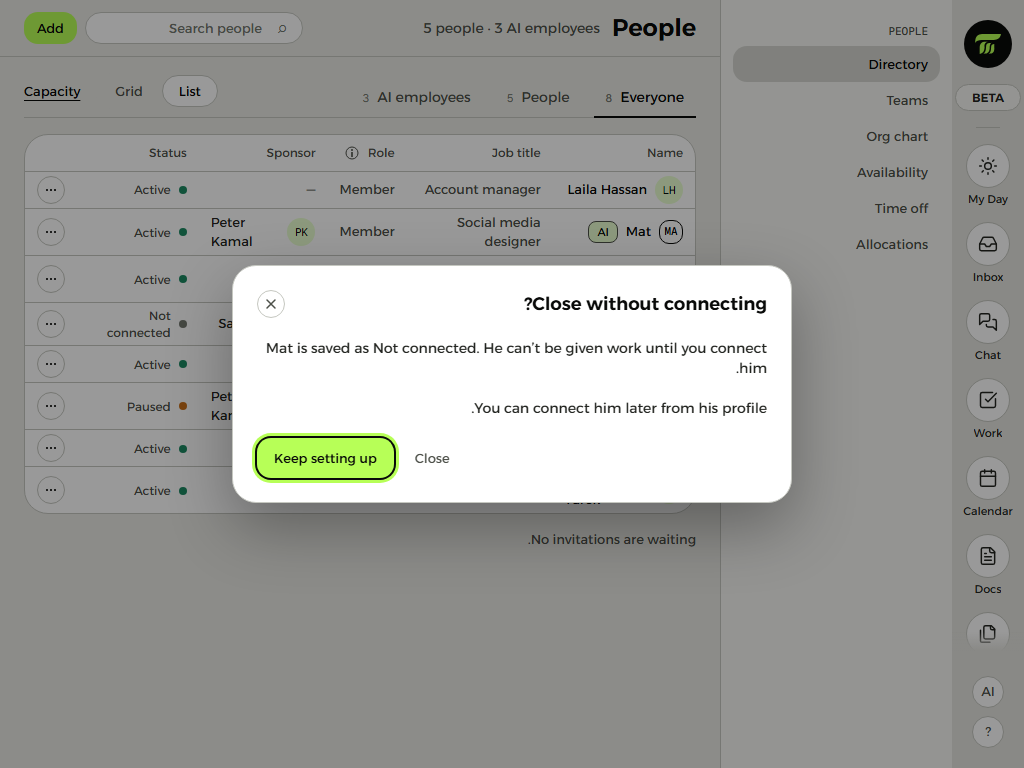 BETA
My Day
Inbox
Chat
Work
Calendar
Docs
AI
?
PEOPLE
Directory
Teams
Org chart
Availability
Time off
Allocations
People
5 people · 3 AI employees
Search people
Add
Everyone 8
People 5
AI employees 3
List
Grid
Capacity
Name
Job title
Role
Sponsor
Status
LH
Laila Hassan
Account manager
Member
—
Active
MA
Mat
AI
Social media
designer
Member
PK
Peter
Kamal
Active
Active
Not
connected
Active
Paused
Active
Active
Close without connecting?
Mat is saved as Not connected. He can’t be given work until you connect
him.
You can connect him later from his profile.
Close
Keep setting up
No invitations are waiting.